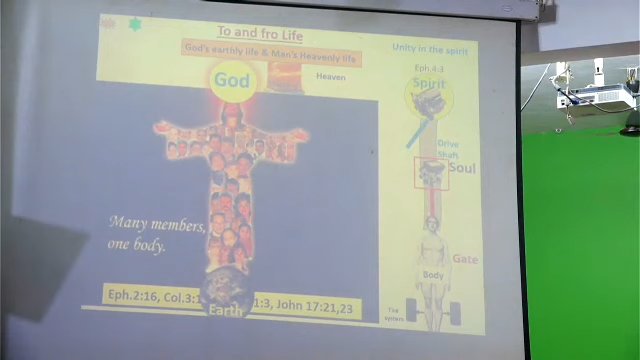 To and fro Life
God's earthly life & Man's Heavenly life
Unity in the spirit
God
Heaven
Eph.4:3
Spirit
Drive
Shaft
Soul
Many members,
one body.
Gate
Body
Eph.2:16, Col.3:1 1:3, John 17:21,23
Earth
The
system